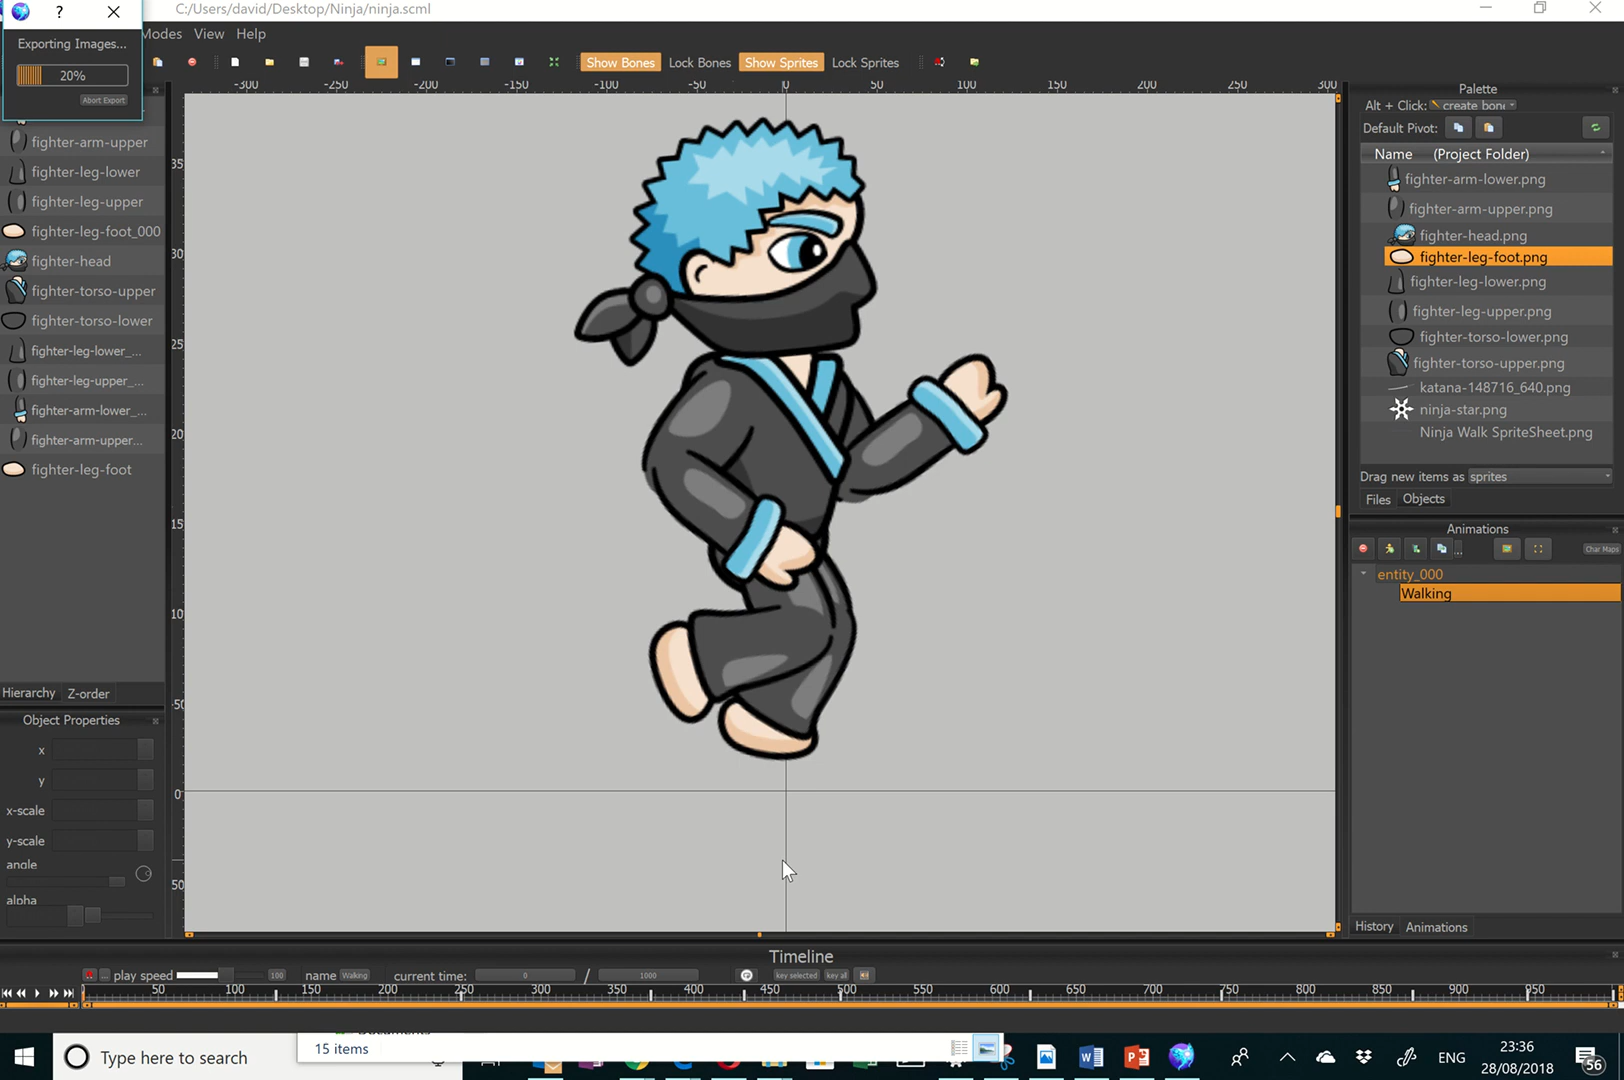 C:/Users/david/Desktop/Ninja/ninja.scml
?
Exporting Images...
20%
Abort Export
Modes View Help
Show Bones Lock Bones Show Sprites Lock Sprites
-300 -250 -200 -150 -100 -50 0 50 100 150 200 250 300
fighter-arm-upper
fighter-leg-lower
fighter-leg-upper
fighter-leg-foot_000
fighter-head
fighter-torso-upper
fighter-torso-lower
fighter-leg-lower_...
fighter-leg-upper_...
fighter-arm-lower_...
fighter-arm-upper...
fighter-leg-foot
Hierarchy Z-order
Object Properties
x
y
x-scale
y-scale
angle
alpha
35
30
25
20
15
10
50
0
50
Palette
Alt + Click: create bone
Default Pivot:
Name (Project Folder)
fighter-arm-lower.png
fighter-arm-upper.png
fighter-head.png
fighter-leg-foot.png
fighter-leg-lower.png
fighter-leg-upper.png
fighter-torso-lower.png
fighter-torso-upper.png
katana-148716_640.png
ninja-star.png
Ninja Walk SpriteSheet.png
Drag new items as sprites
Files Objects
Animations
... Char Maps
entity_000
Walking
History Animations
Timeline
... play speed 100 name Walking current time: 0 / 1000 key selected key all
50 100 150 200 250 300 350 400 450 500 550 600 650 700 750 800 850 900 950
15 items
Type here to search
ENG
23:36
28/08/2018
56